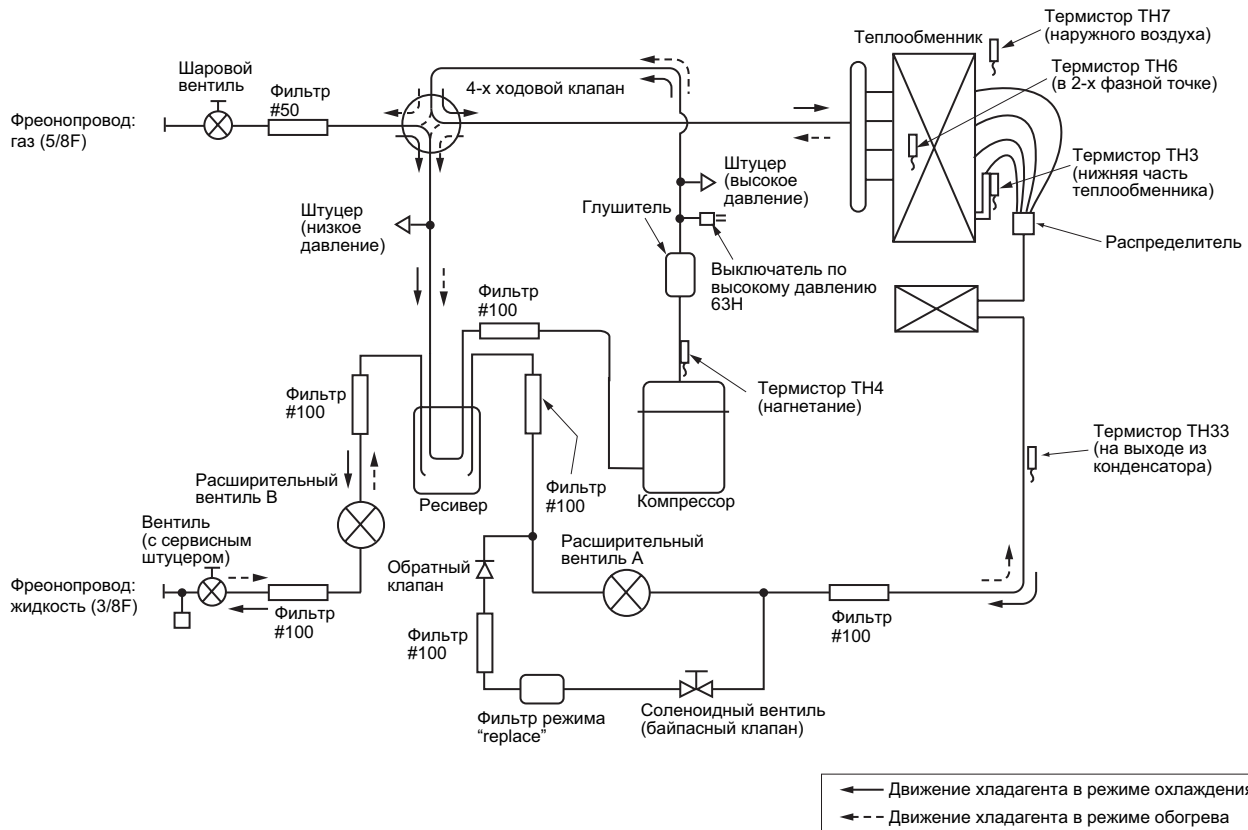 Термистор TH7
(наружного воздуха)
Теплообменник
Термистор TH6
(в 2-х фазной точке)
Шаровой
вентиль
Фильтр
#50
4-х ходовой клапан
Фреонопровод:
газ (5/8F)
Термистор TH3
(нижняя часть
теплообменника)
Штуцер
(высокое
давление)
Штуцер
(низкое
давление)
Глушитель
Распределитель
Выключатель по
высокому давлению
63H
Фильтр
#100
Фильтр
#100
Термистор TH4
(нагнетание)
Термистор TH33
(на выходе из
конденсатора)
Расширительный
вентиль B
Фильтр
#100
Ресивер
Компрессор
Вентиль
(с сервисным
штуцером)
Расширительный
вентиль A
Обратный
клапан
Фреонопровод:
жидкость (3/8F)
Фильтр
#100
Фильтр
#100
Фильтр
#100
Фильтр режима
“replace”
Соленоидный вентиль
(байпасный клапан)
Движение хладагента в режиме охлаждения
Движение хладагента в режиме обогрева